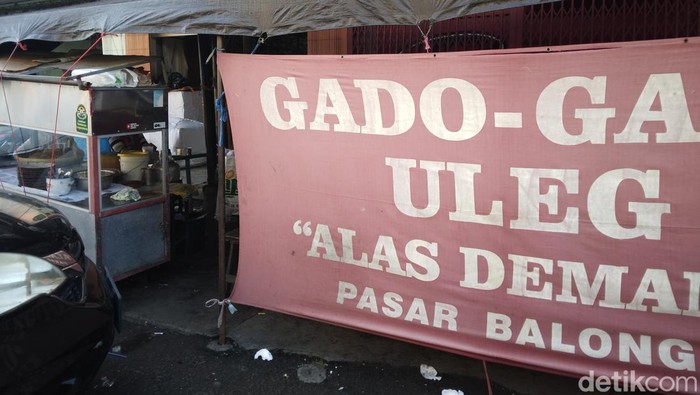 GADO-GA
ULEG
"ALAS DEMA
PASAR BALONG
detikcom